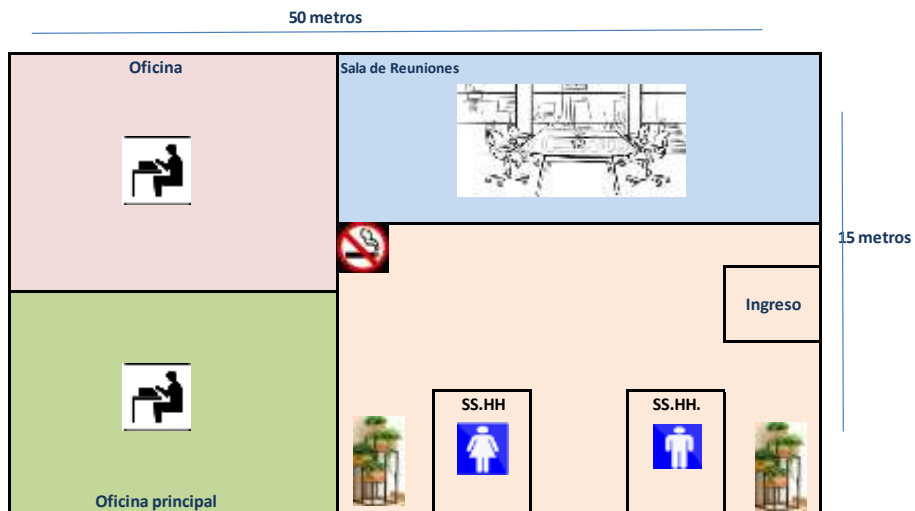 50 metros
Oficina
Sala de Reuniones
15 metros
Ingreso
SS.HH
SS.HH.
Oficina principal